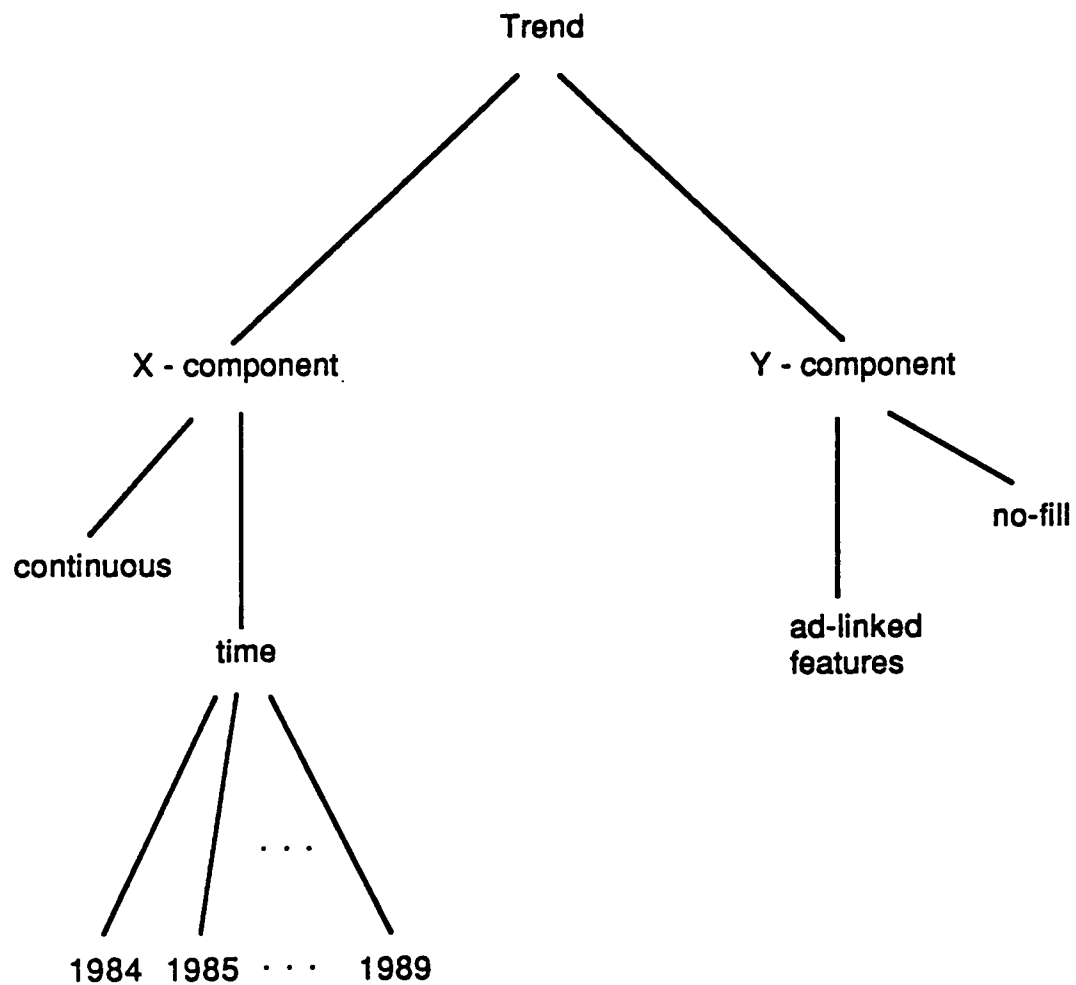 Trend
X - component
Y - component
continuous
no-fill
time
ad-linked
features
. . .
1984 1985 . . . 1989